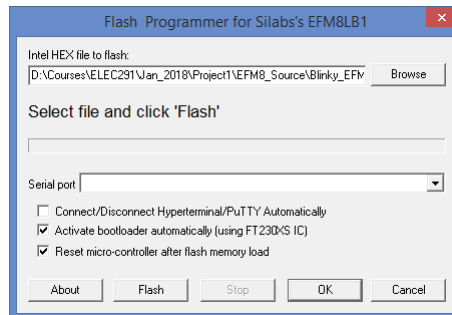 Flash Programmer for Silabs's EFM8LB1
Intel HEX file to flash:
D:\Courses\ELEC291\Jan_2018\Project1\EFM8_Source\Blinky_EFM
Browse
Select file and click 'Flash'
Serial port
Connect/Disconnect Hyperterminal/PuTTY Automatically
Activate bootloader automatically (using FT230XS IC)
Reset micro-controller after flash memory load
About Flash Stop OK Cancel